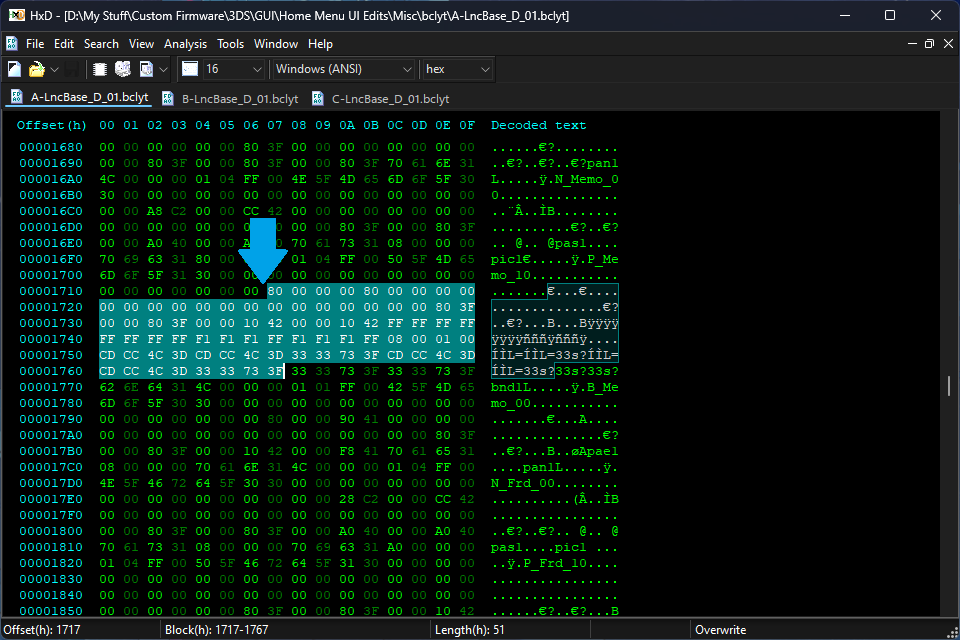 HxD - [D:\My Stuff\Custom Firmware\3DS\GUI\Home Menu UI Edits\Misc\bclyt\A-LncBase_D_01.bclyt]
File Edit Search View Analysis Tools Window Help
16 Windows (ANSI) hex
A-LncBase_D_01.bclyt B-LncBase_D_01.bclyt C-LncBase_D_01.bclyt
Offset(h) 00 01 02 03 04 05 06 07 08 09 0A 0B 0C 0D 0E 0F Decoded text
00001680 00 00 00 00 00 00 80 3F 00 00 00 00 00 00 00 00 ......€?........
00001690 00 00 80 3F 00 00 80 3F 00 00 80 3F 70 61 6E 31 ..€?..€?..€?pan1
000016A0 4C 00 00 00 01 04 FF 00 4E 5F 4D 65 6D 6F 5F 30 L.....ÿ.N_Memo_0
000016B0 30 00 00 00 00 00 00 00 00 00 00 00 00 00 00 00 0...............
000016C0 00 00 A8 C2 00 00 CC 42 00 00 00 00 00 00 00 00 ..¨Â..ÌB........
000016D0 00 00 00 00 00 00 00 00 00 80 3F 00 00 80 3F ..........€?..€?
000016E0 00 00 A0 40 00 00 70 61 73 31 08 00 00 00 .. @.. @pas1....
000016F0 70 69 63 31 80 00 01 04 FF 00 50 5F 4D 65 pic1€.....ÿ.P_Me
00001700 6D 6F 5F 31 30 00 00 00 00 00 00 00 00 00 mo_10...........
00001710 00 00 00 00 00 00 00 80 00 00 00 80 00 00 00 00 .......€...€....
00001720 00 00 00 00 00 00 00 00 00 00 00 00 00 00 80 3F ..............€?
00001730 00 00 80 3F 00 00 10 42 00 00 10 42 FF FF FF FF ..€?...B...Bÿÿÿÿ
00001740 FF FF FF FF F1 F1 F1 FF F1 F1 F1 FF 08 00 01 00 ÿÿÿÿñññÿñññÿ....
00001750 CD CC 4C 3D CD CC 4C 3D 33 33 73 3F CD CC 4C 3D ÍÌL=ÍÌL=33s?ÍÌL=
00001760 CD CC 4C 3D 33 33 73 3F 33 33 73 3F 33 33 73 3F ÍÌL=33s?33s?33s?
00001770 62 6E 64 31 4C 00 00 00 01 01 FF 00 42 5F 4D 65 bnd1L.....ÿ.B_Me
00001780 6D 6F 5F 30 30 00 00 00 00 00 00 00 00 00 00 00 mo_00...........
00001790 00 00 00 00 00 00 00 80 00 00 90 41 00 00 00 00 .......€...A....
000017A0 00 00 00 00 00 00 00 00 00 00 00 00 00 00 80 3F ..............€?
000017B0 00 00 80 3F 00 00 10 42 00 00 F8 41 70 61 65 31 ..€?...B..øApae1
000017C0 08 00 00 00 70 61 6E 31 4C 00 00 00 01 04 FF 00 ....pan1L.....ÿ.
000017D0 4E 5F 46 72 64 5F 30 30 00 00 00 00 00 00 00 00 N_Frd_00........
000017E0 00 00 00 00 00 00 00 00 00 00 28 C2 00 00 CC 42 ..........(Â..ÌB
000017F0 00 00 00 00 00 00 00 00 00 00 00 00 00 00 00 00 ................
00001800 00 00 80 3F 00 00 80 3F 00 00 A0 40 00 00 A0 40 ..€?..€?.. @.. @
00001810 70 61 73 31 08 00 00 00 70 69 63 31 A0 00 00 00 pas1....pic1 ...
00001820 01 04 FF 00 50 5F 46 72 64 5F 31 30 00 00 00 00 ..ÿ.P_Frd_10....
00001830 00 00 00 00 00 00 00 00 00 00 00 00 00 00 00 00 ................
00001840 00 00 00 00 00 00 00 00 00 00 00 00 00 00 00 00 ................
00001850 00 00 00 00 00 00 80 3F 00 00 80 3F 00 00 10 42 ......€?..€?...B
Offset(h): 1717 Block(h): 1717-1767 Length(h): 51 Overwrite